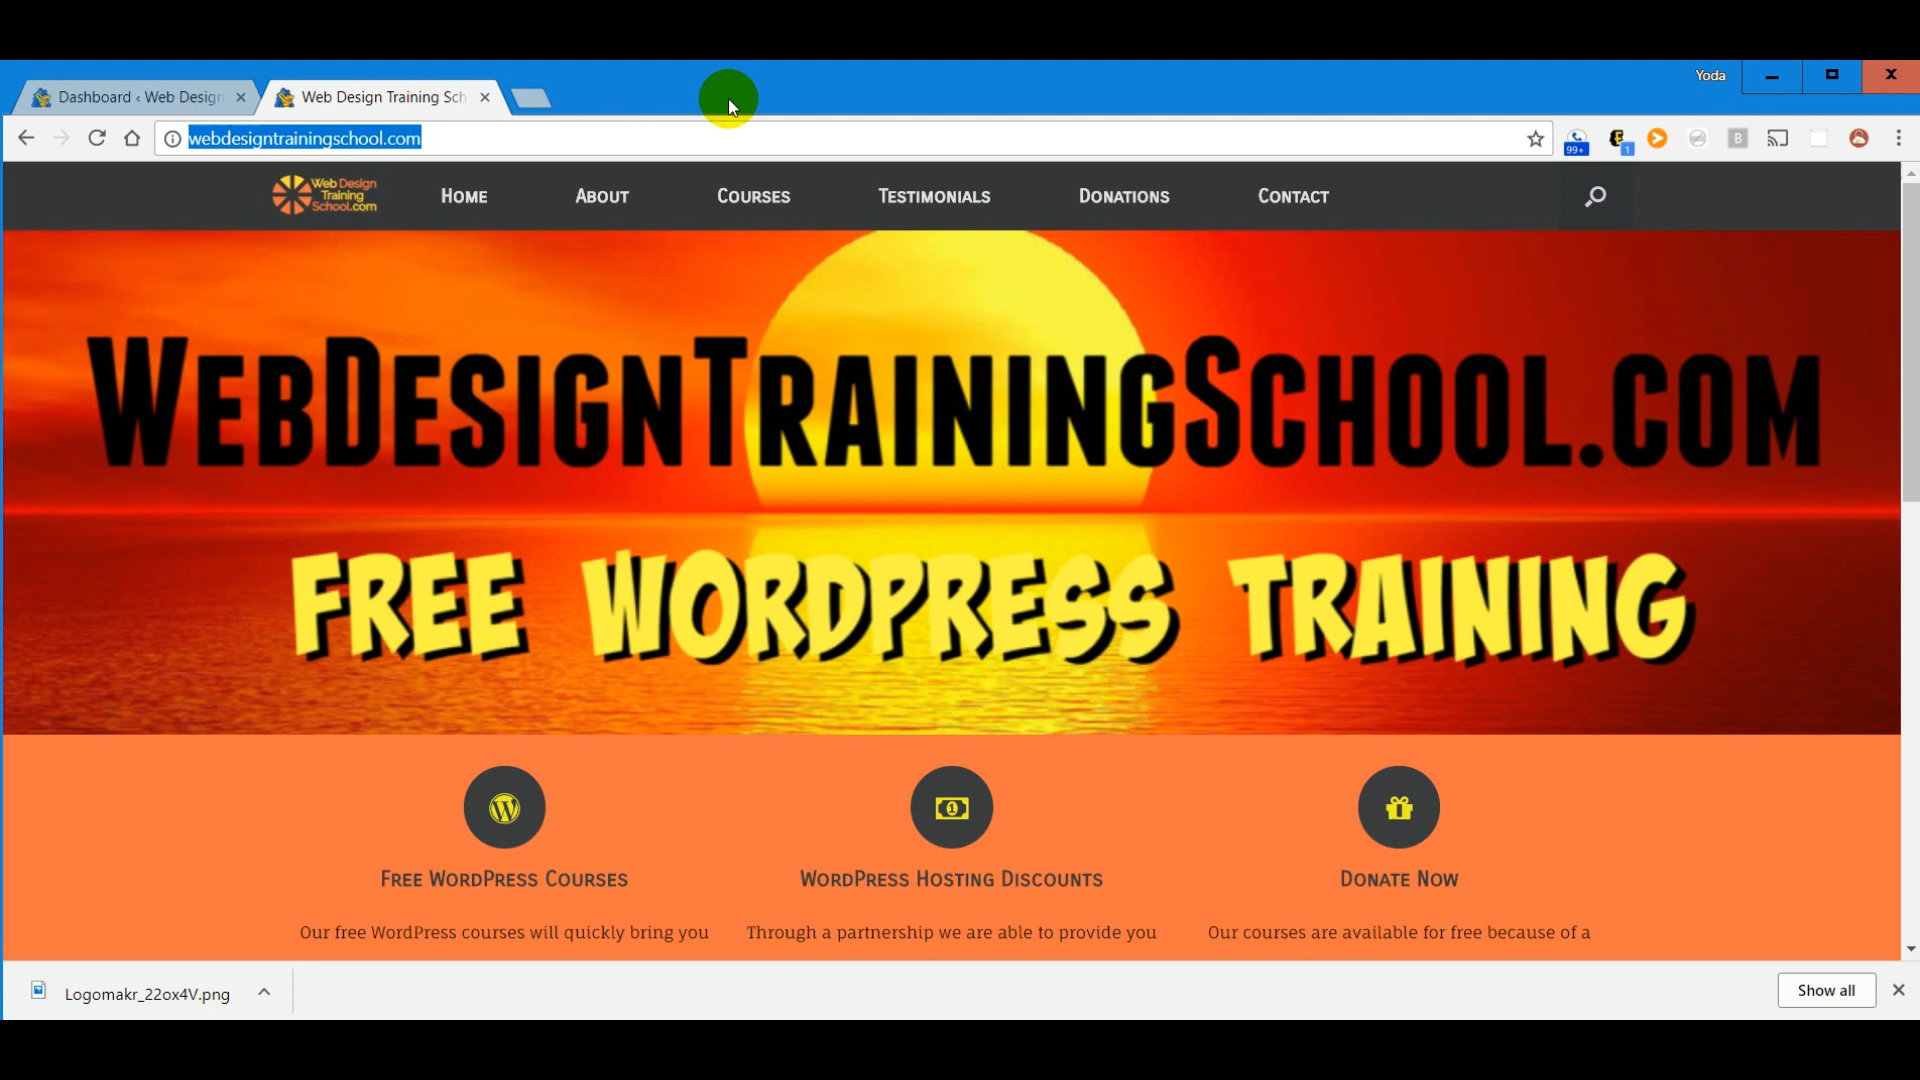 Yoda
Dashboard ‹ Web Design
Web Design Training Sch
webdesigntrainingschool.com
99+
1
Web Design
Training
School.com
Home
About
Courses
Testimonials
Donations
Contact
WebDesignTrainingSchool.com
FREE WORDPRESS TRAINING
Free WordPress Courses
WordPress Hosting Discounts
Donate Now
Our free WordPress courses will quickly bring you
Through a partnership we are able to provide you
Our courses are available for free because of a
Logomakr_22ox4V.png
Show all